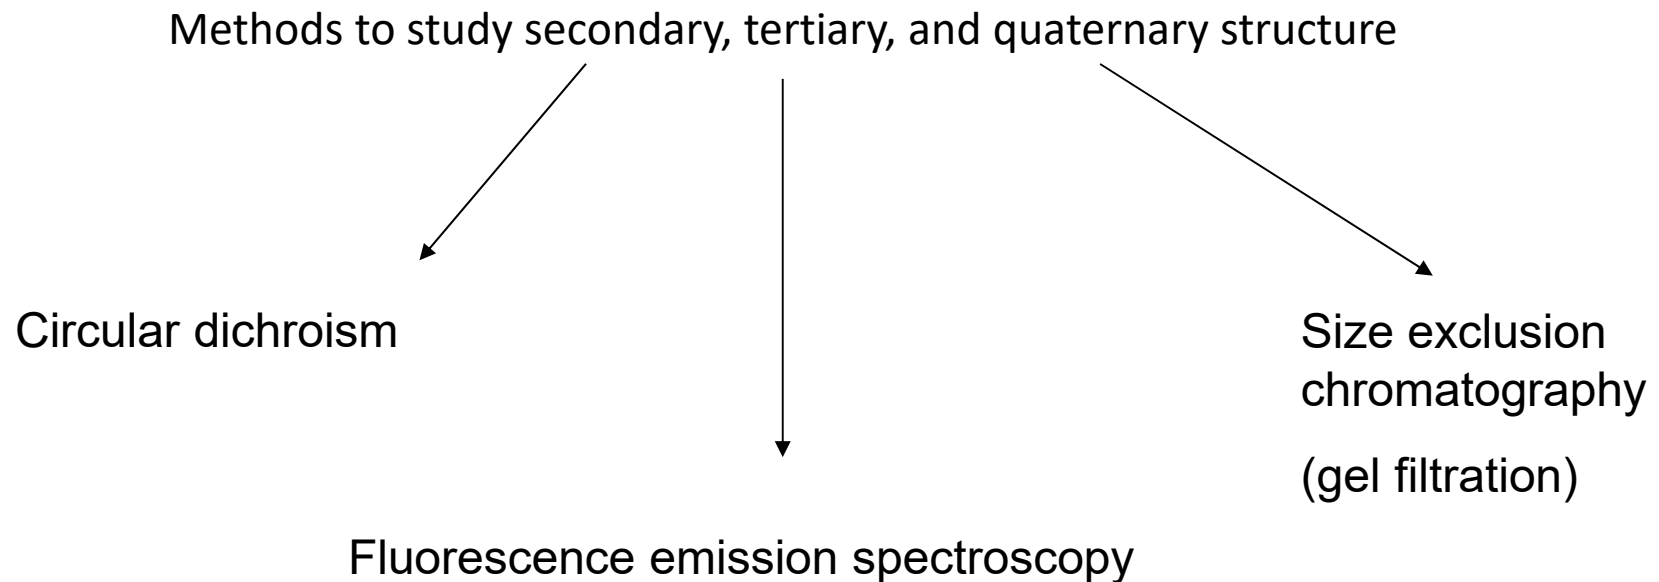 Methods to study secondary, tertiary, and quaternary structure
Circular dichroism
Size exclusion
chromatography
(gel filtration)
Fluorescence emission spectroscopy